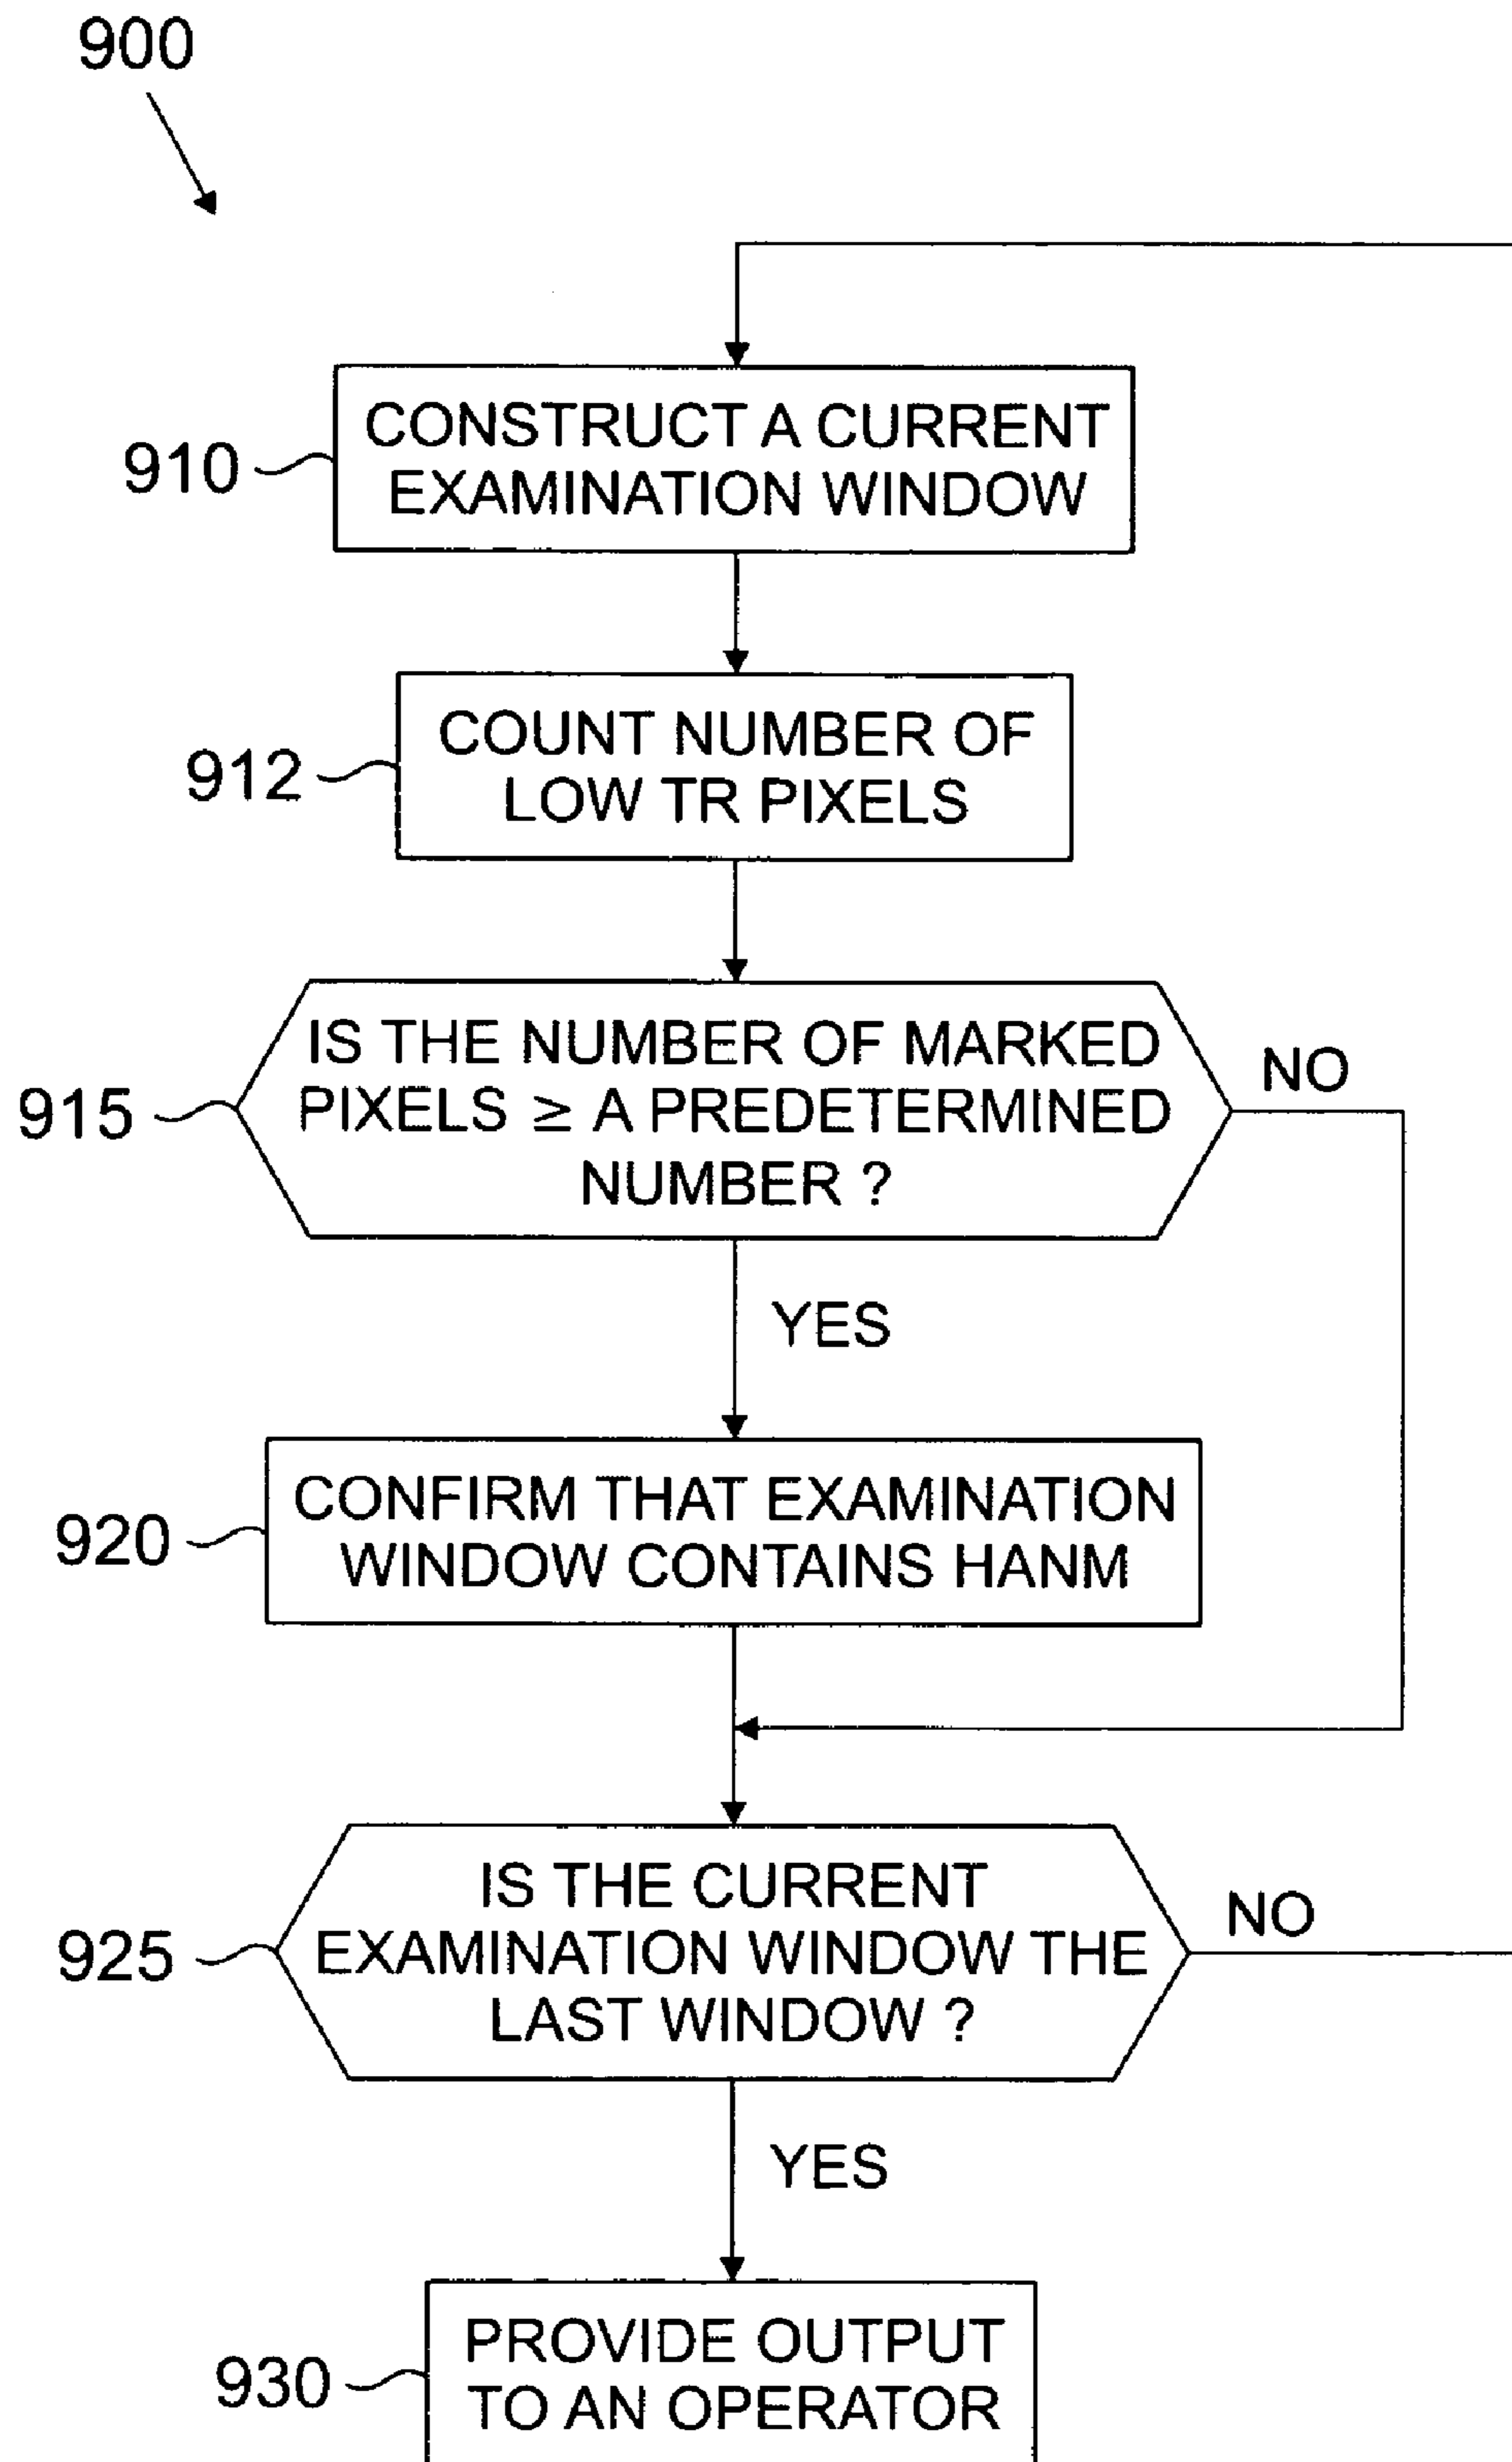 900
910
CONSTRUCT A CURRENT
EXAMINATION WINDOW
912
COUNT NUMBER OF
LOW TR PIXELS
915
IS THE NUMBER OF MARKED
PIXELS ≥ A PREDETERMINED
NUMBER ?
NO
YES
920
CONFIRM THAT EXAMINATION
WINDOW CONTAINS HANM
925
IS THE CURRENT
EXAMINATION WINDOW THE
LAST WINDOW ?
NO
YES
930
PROVIDE OUTPUT
TO AN OPERATOR